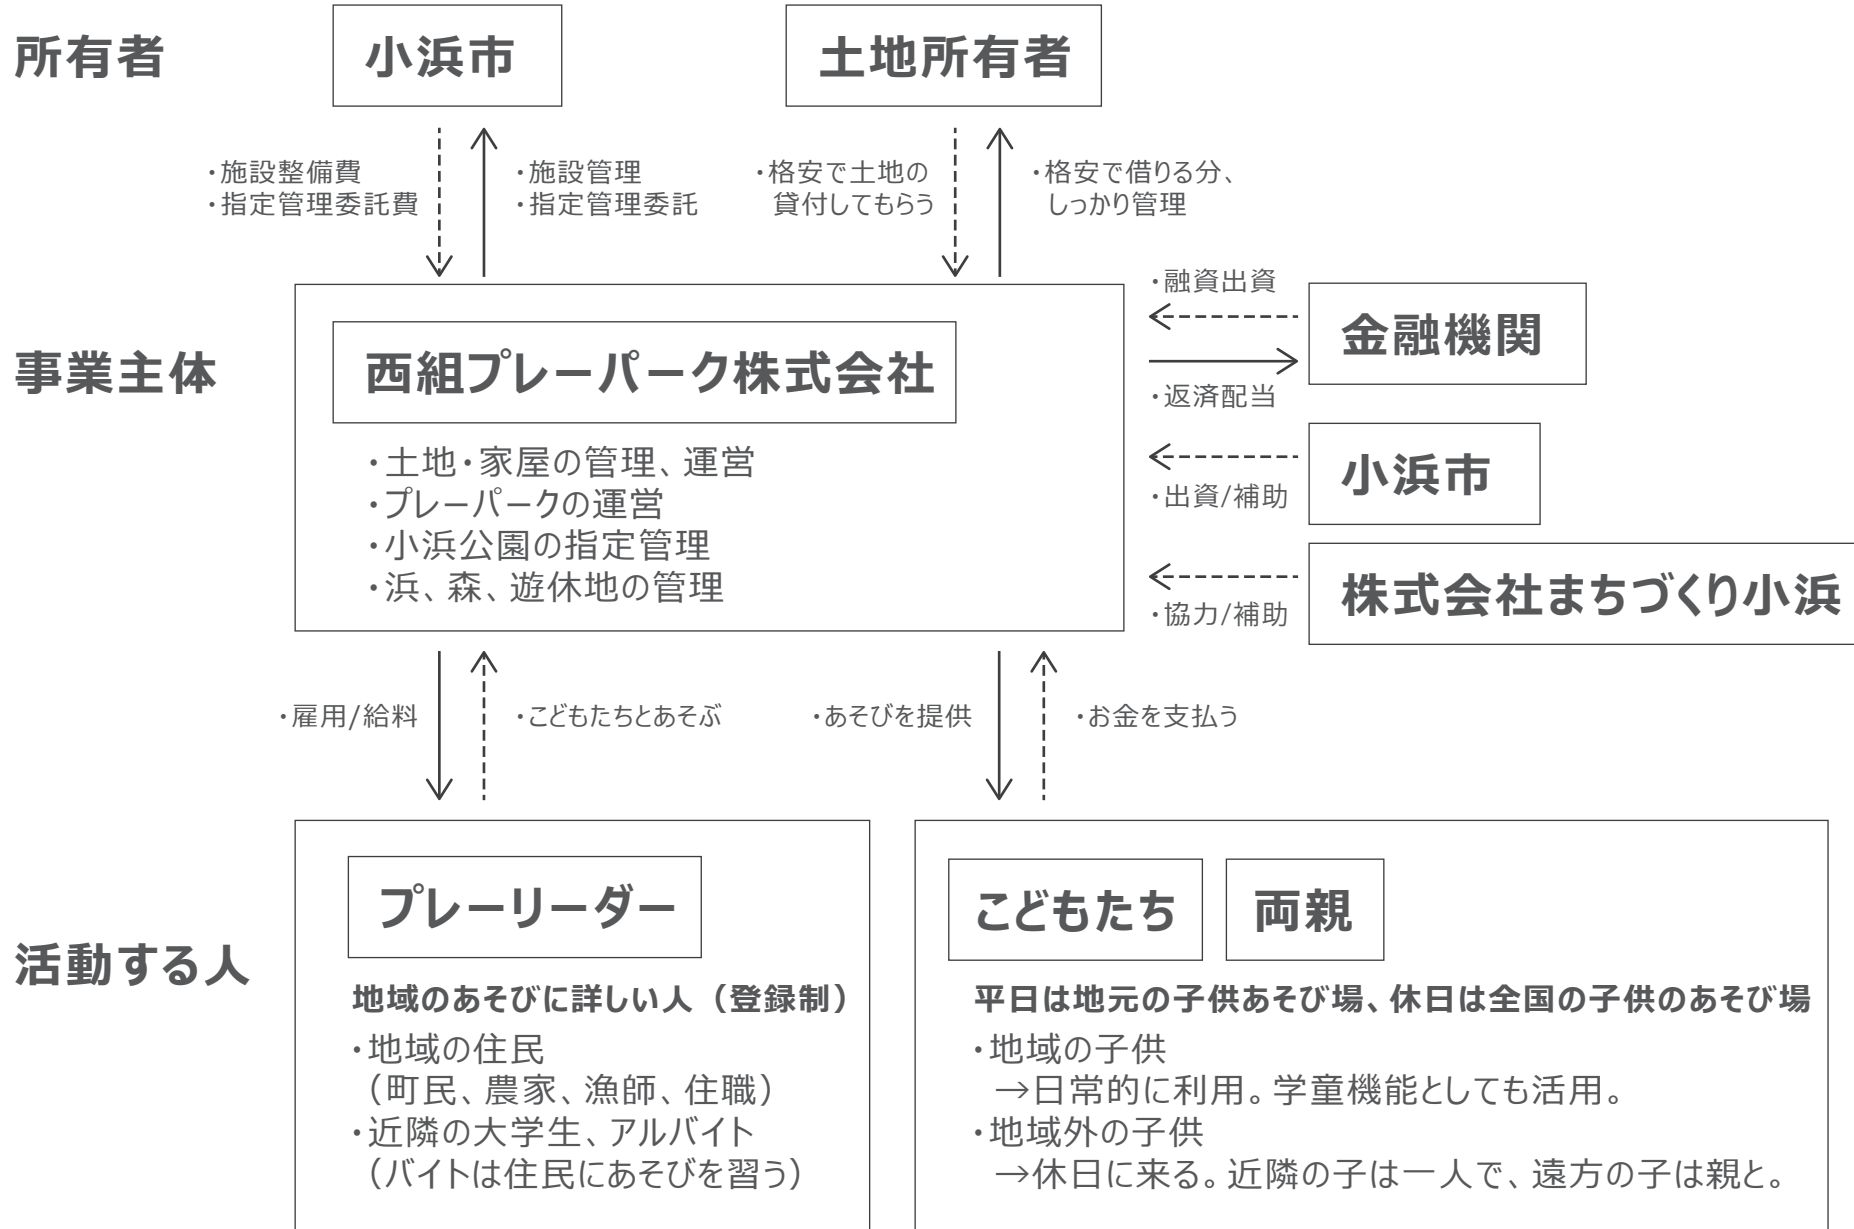 所有者
小浜市
土地所有者
・施設整備費
・指定管理委託費
・施設管理
・指定管理委託
・格安で土地の
貸付してもらう
・格安で借りる分、
しっかり管理
事業主体
西組プレーパーク株式会社
・土地・家屋の管理、運営
・プレーパークの運営
・小浜公園の指定管理
・浜、森、遊休地の管理
・融資出資
金融機関
・返済配当
小浜市
・出資/補助
株式会社まちづくり小浜
・協力/補助
・雇用/給料
・こどもたちとあそぶ
・あそびを提供
・お金を支払う
活動する人
プレーリーダー
地域のあそびに詳しい人（登録制）
・地域の住民
（町民、農家、漁師、住職）
・近隣の大学生、アルバイト
（バイトは住民にあそびを習う）
こどもたち
両親
平日は地元の子供あそび場、休日は全国の子供のあそび場
・地域の子供
→日常的に利用。学童機能としても活用。
・地域外の子供
→休日に来る。近隣の子は一人で、遠方の子は親と。